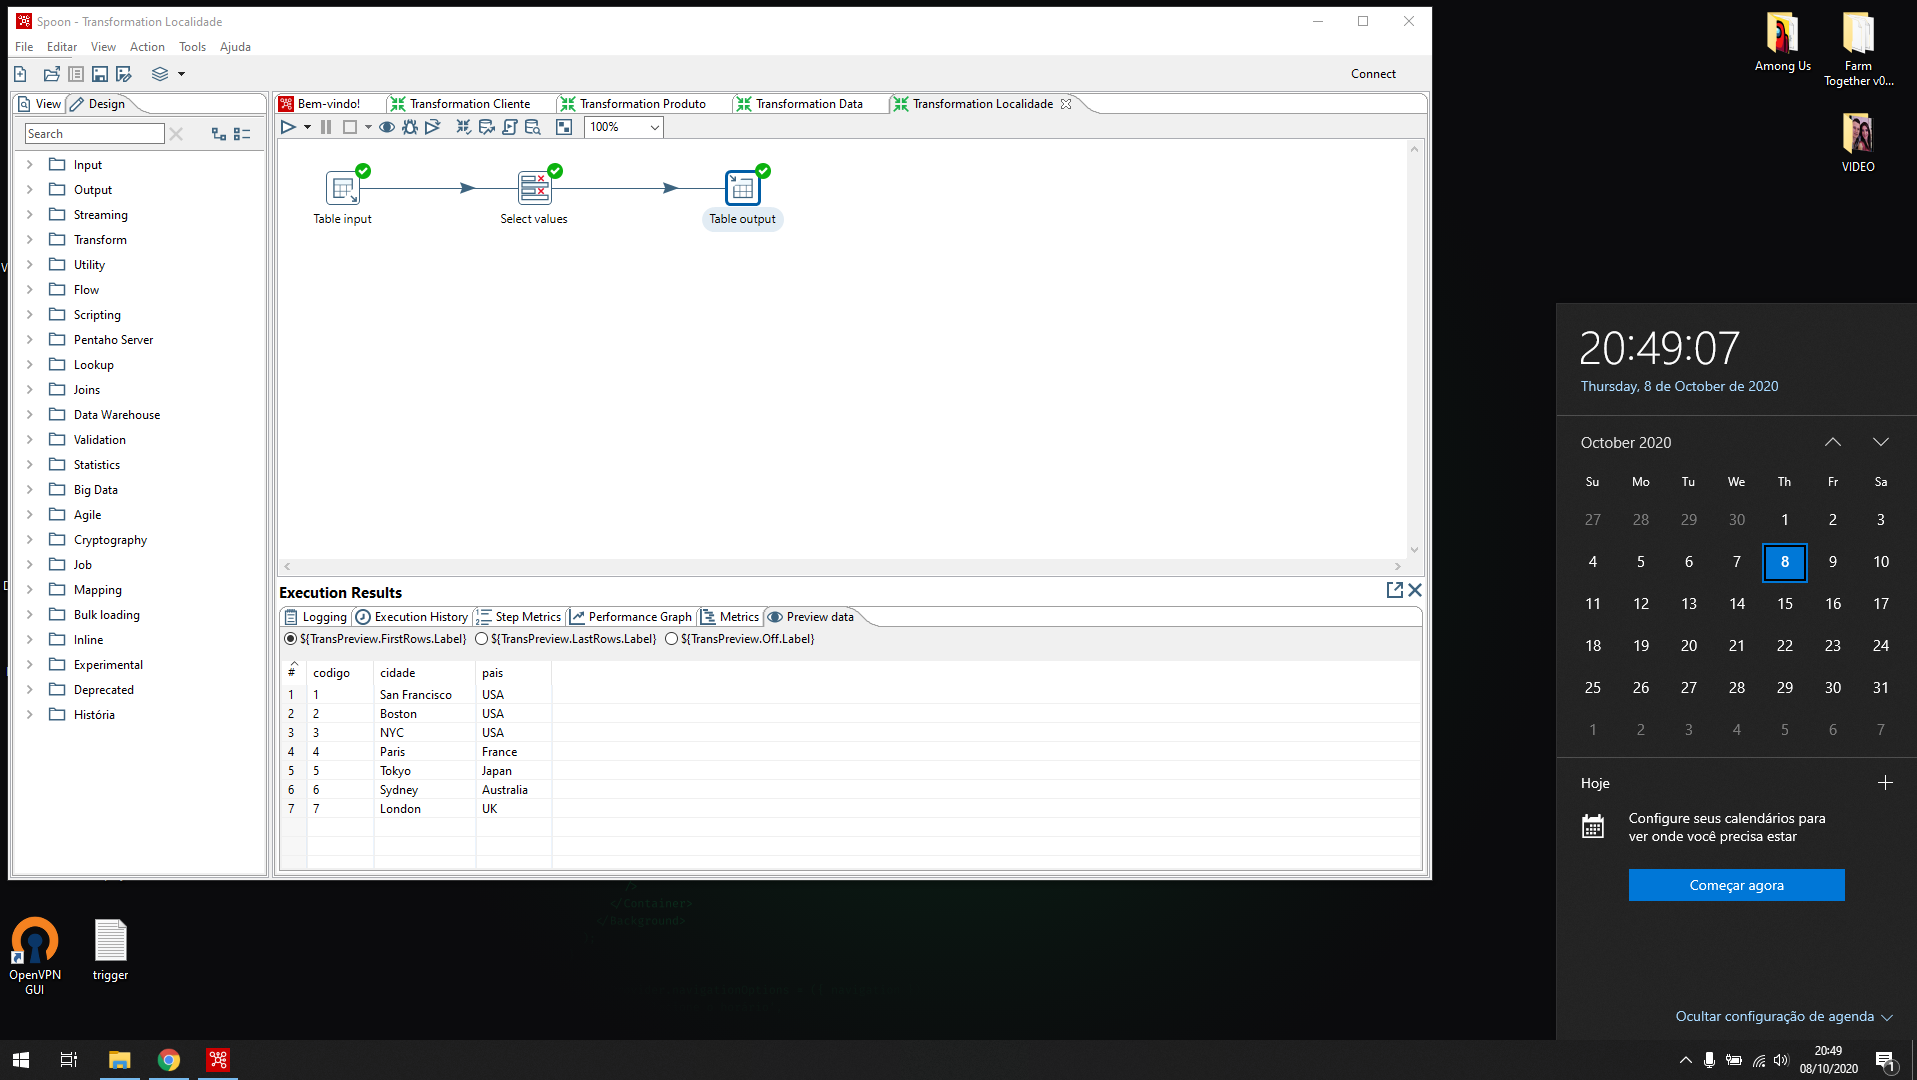 Spoon - Transformation Localidade
File Editar View Action Tools Ajuda
Connect
View Design
Search
Input
Output
Streaming
Transform
Utility
Flow
Scripting
Pentaho Server
Lookup
Joins
Data Warehouse
Validation
Statistics
Big Data
Agile
Cryptography
Job
Mapping
Bulk loading
Inline
Experimental
Deprecated
História
Bem-vindo! Transformation Cliente Transformation Produto Transformation Data Transformation Localidade
100%
Table input Select values Table output
Execution Results
Logging Execution History Step Metrics Performance Graph Metrics Preview data
${TransPreview.FirstRows.Label} ${TransPreview.LastRows.Label} ${TransPreview.Off.Label}
# codigo cidade pais
1 1 San Francisco USA
2 2 Boston USA
3 3 NYC USA
4 4 Paris France
5 5 Tokyo Japan
6 6 Sydney Australia
7 7 London UK
/>
</Container>
</Background>
OpenVPN
GUI
trigger
Among Us
Farm
Together v0...
VIDEO
20:49:07
Thursday, 8 de October de 2020
October 2020
Su Mo Tu We Th Fr Sa
27 28 29 30 1 2 3
4 5 6 7 8 9 10
11 12 13 14 15 16 17
18 19 20 21 22 23 24
25 26 27 28 29 30 31
1 2 3 4 5 6 7
Hoje
Configure seus calendários para
ver onde você precisa estar
Começar agora
Ocultar configuração de agenda
20:49
08/10/2020
1